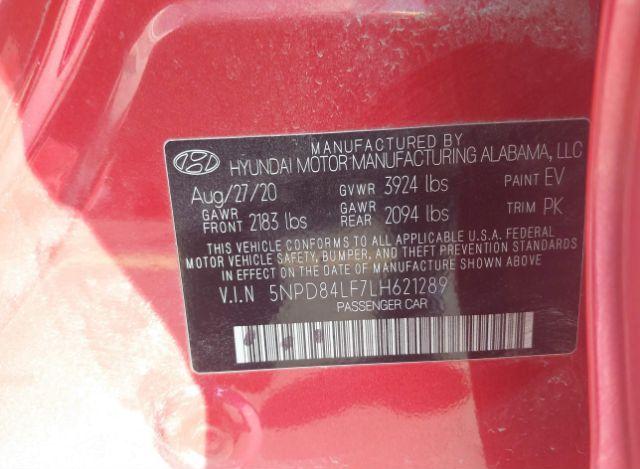 MANUFACTURED BY
HYUNDAI MOTOR MANUFACTURING ALABAMA, LLC
Aug/27/20 GVWR 3924 lbs PAINT EV
GAWR FRONT 2183 lbs GAWR REAR 2094 lbs TRIM PK
THIS VEHICLE CONFORMS TO ALL APPLICABLE U.S.A. FEDERAL
MOTOR VEHICLE SAFETY, BUMPER, AND THEFT PREVENTION STANDARDS
IN EFFECT ON THE DATE OF MANUFACTURE SHOWN ABOVE
V.I.N 5NPD84LF7LH621289
PASSENGER CAR